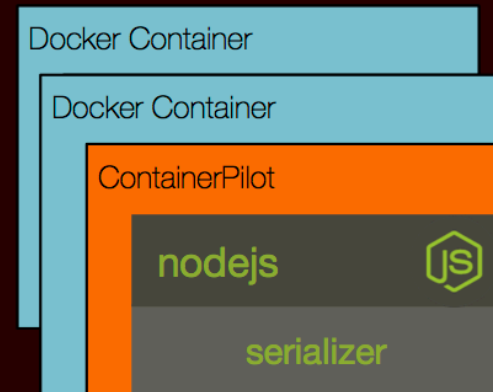 Docker Container
Docker Container
ContainerPilot
nodejs
JS
serializer